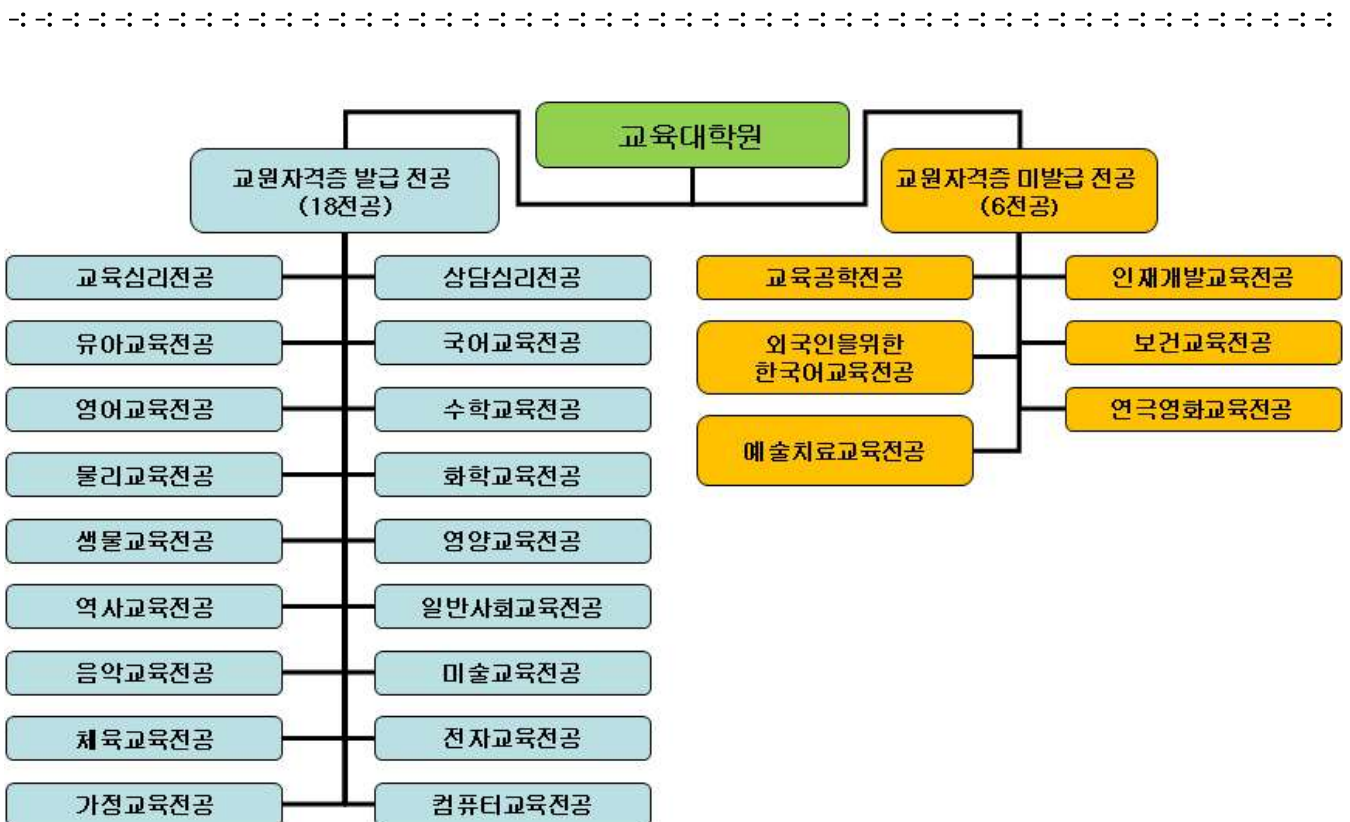 교육대학원
교원자격증 발급 전공
(18전공)
교원자격증 미발급 전공
(6전공)
교육심리전공
상담심리전공
유아교육전공
국어교육전공
영어교육전공
수학교육전공
물리교육전공
화학교육전공
생물교육전공
영양교육전공
역사교육전공
일반사회교육전공
음악교육전공
미술교육전공
체육교육전공
전자교육전공
가정교육전공
컴퓨터교육전공
교육공학전공
인재개발교육전공
외국인을위한
한국어교육전공
보건교육전공
예술치료교육전공
연극영화교육전공